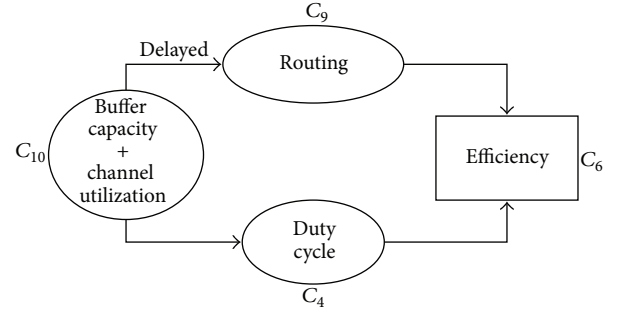 C9
Delayed
Routing
Buffer
capacity
+
channel
utilization
C10
Efficiency
C6
Duty
cycle
C4